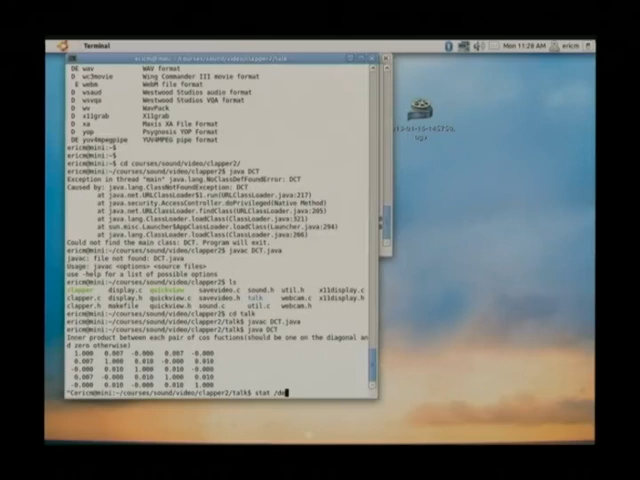 Terminal
Mon 11:28 AM
ericm
ericm@mini: ~/courses/sound/video/clapper2/talk
DE wav WAV format
D wc3movie Wing Commander III movie format
E webm WebM file format
D wsaud Westwood Studios audio format
D wsvqa Westwood Studios VQA format
D wv WavPack
D x11grab X11grab
D xa Maxis XA File Format
D yop Psygnosis YOP Format
DE yuv4mpegpipe YUV4MPEG pipe format
ericm@mini:~$
ericm@mini:~$
ericm@mini:~$ cd courses/sound/video/clapper2/
ericm@mini:~/courses/sound/video/clapper2$ java DCT
Exception in thread "main" java.lang.NoClassDefFoundError: DCT
Caused by: java.lang.ClassNotFoundException: DCT
at java.net.URLClassLoader$1.run(URLClassLoader.java:217)
at java.security.AccessController.doPrivileged(Native Method)
at java.net.URLClassLoader.findClass(URLClassLoader.java:205)
at java.lang.ClassLoader.loadClass(ClassLoader.java:321)
at sun.misc.Launcher$AppClassLoader.loadClass(Launcher.java:294)
at java.lang.ClassLoader.loadClass(ClassLoader.java:266)
Could not find the main class: DCT. Program will exit.
ericm@mini:~/courses/sound/video/clapper2$ javac DCT.java
javac: file not found: DCT.java
Usage: javac <options> <source files>
use -help for a list of possible options
ericm@mini:~/courses/sound/video/clapper2$ ls
clapper display.c quickview savevideo.c sound.h util.h x11display.c
clapper.c display.h quickview.c savevideo.h talk webcam.c x11display.h
clapper.h makefile quickview.h sound.c util.c webcam.h
ericm@mini:~/courses/sound/video/clapper2$ cd talk
ericm@mini:~/courses/sound/video/clapper2/talk$ javac DCT.java
ericm@mini:~/courses/sound/video/clapper2/talk$ java DCT
Inner product between each pair of cos fuctions(should be one on the diagonal an
d zero otherwise)
1.000 0.007 -0.000 0.007 -0.000
0.007 1.000 0.010 -0.000 0.010
-0.000 0.010 1.000 0.010 -0.000
0.007 -0.000 0.010 1.000 0.010
-0.000 0.010 -0.000 0.010 1.000
^Cericm@mini:~/courses/sound/video/clapper2/talk$ stat /de